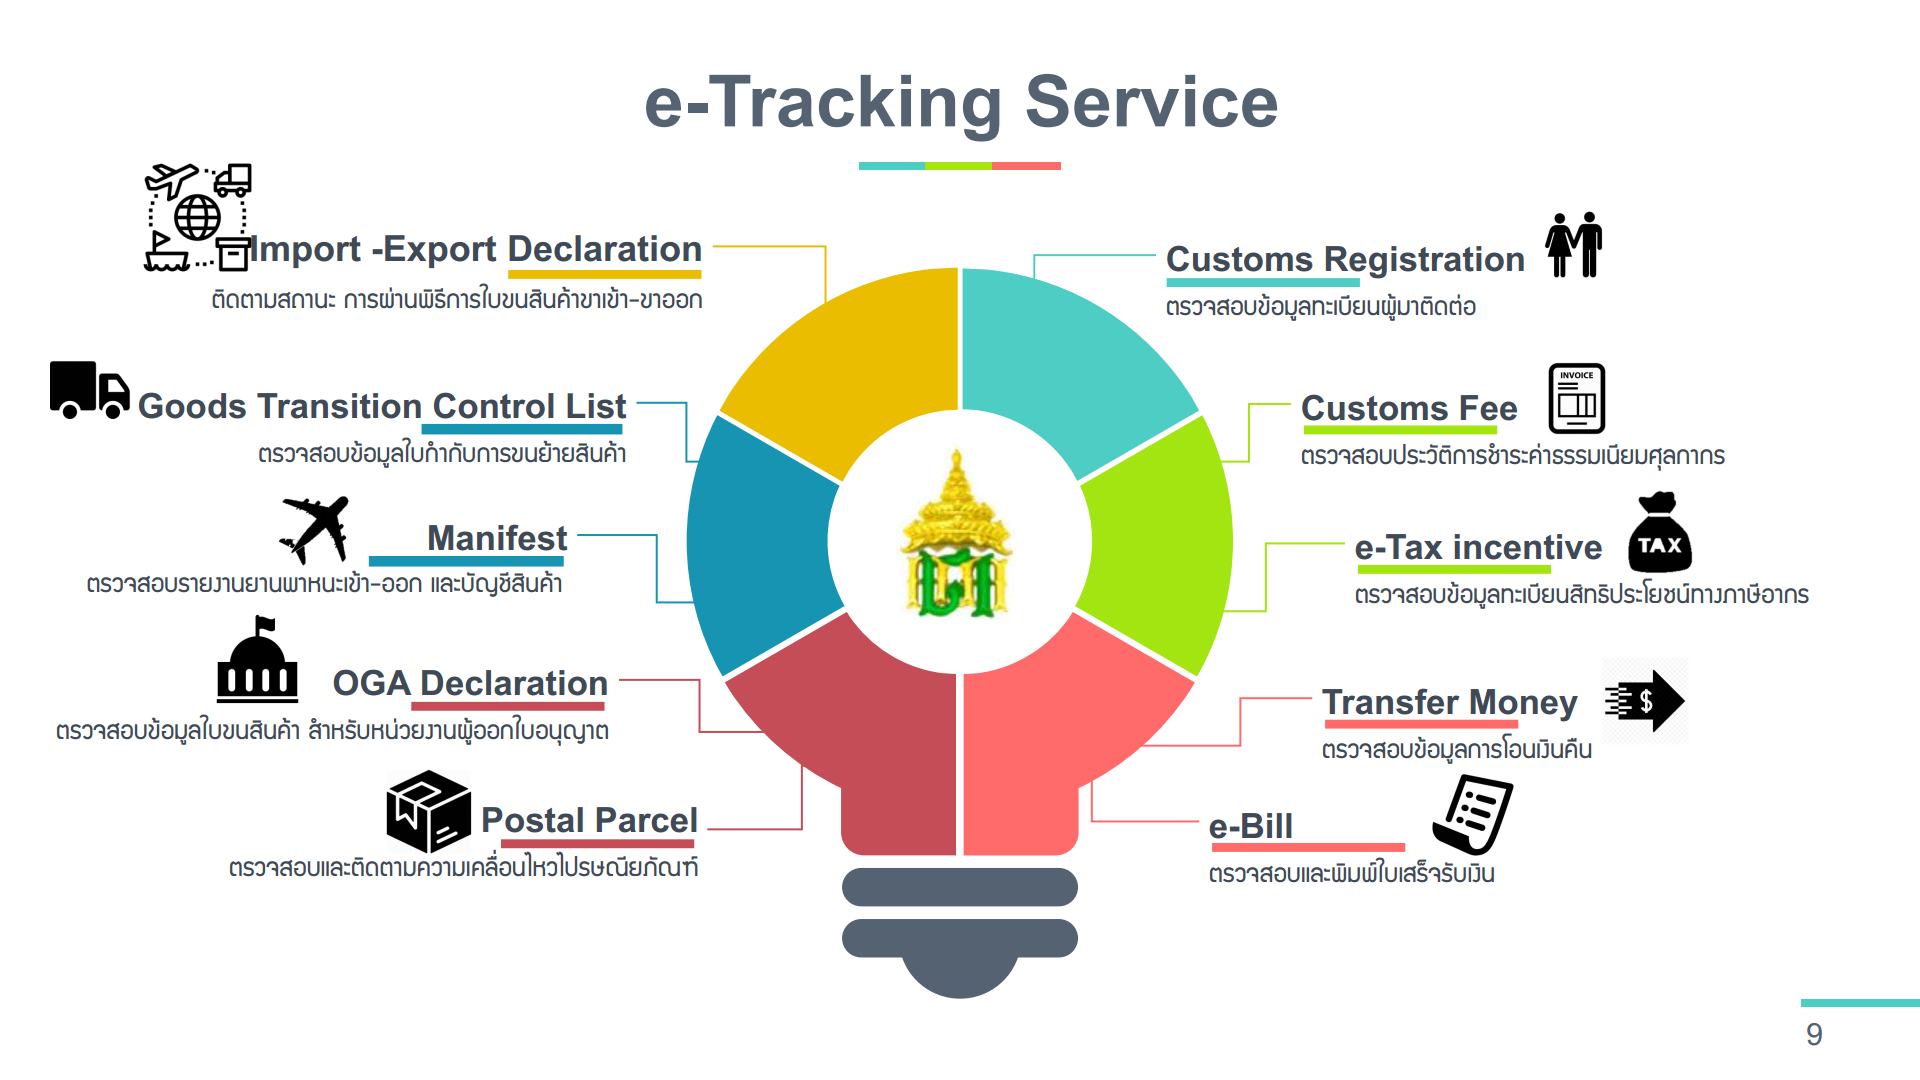 e-Tracking Service
Import -Export Declaration
ติดตามสถานะ การผ่านพิธีการใบขนสินค้าขาเข้า-ขาออก
Goods Transition Control List
ตรวจสอบข้อมูลใบกำกับการขนย้ายสินค้า
Manifest
ตรวจสอบรายงานยานพาหนะเข้า-ออก และบัญชีสินค้า
OGA Declaration
ตรวจสอบข้อมูลใบขนสินค้า สำหรับหน่วยงานผู้ออกใบอนุญาต
Postal Parcel
ตรวจสอบและติดตามความเคลื่อนไหวไปรษณียภัณฑ์
Customs Registration
ตรวจสอบข้อมูลทะเบียนผู้มาติดต่อ
Customs Fee
INVOICE
ตรวจสอบประวัติการชำระค่าธรรมเนียมศุลกากร
e-Tax incentive
TAX
ตรวจสอบข้อมูลทะเบียนสิทธิประโยชน์ทางภาษีอากร
Transfer Money
$
ตรวจสอบข้อมูลการโอนเงินคืน
e-Bill
ตรวจสอบและพิมพ์ใบเสร็จรับเงิน
9